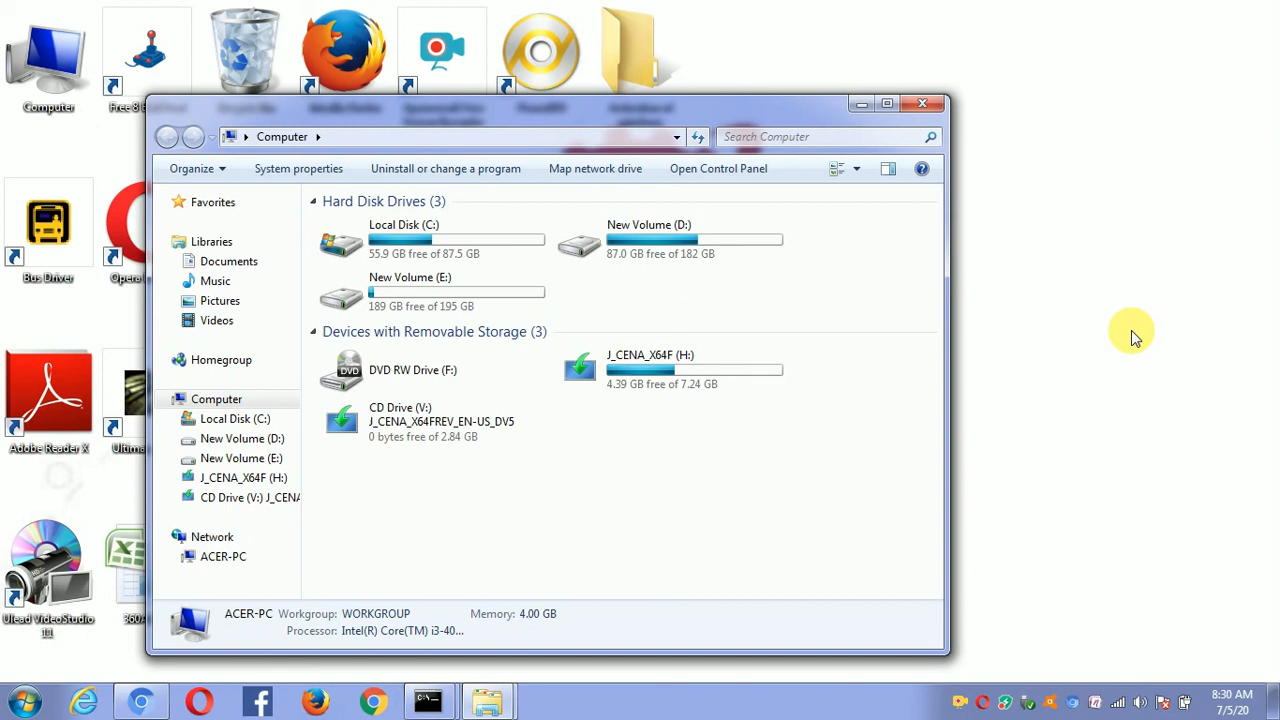 Computer
Free 8
Computer
Search Computer
Organize
System properties
Uninstall or change a program
Map network drive
Open Control Panel
Favorites
Libraries
Documents
Music
Pictures
Videos
Homegroup
Computer
Local Disk (C:)
New Volume (D:)
New Volume (E:)
J_CENA_X64F (H:)
CD Drive (V:) J_CENA
Network
ACER-PC
Hard Disk Drives (3)
Local Disk (C:)
55.9 GB free of 87.5 GB
New Volume (D:)
87.0 GB free of 182 GB
New Volume (E:)
189 GB free of 195 GB
Devices with Removable Storage (3)
DVD
DVD RW Drive (F:)
J_CENA_X64F (H:)
4.39 GB free of 7.24 GB
CD Drive (V:)
J_CENA_X64FREV_EN-US_DV5
0 bytes free of 2.84 GB
ACER-PC
Workgroup: WORKGROUP
Memory: 4.00 GB
Processor: Intel(R) Core(TM) i3-40...
Bus Driver
Opera
Adobe Reader X
Ultima
Ulead VideoStudio
11
360
8:30 AM
7/5/20